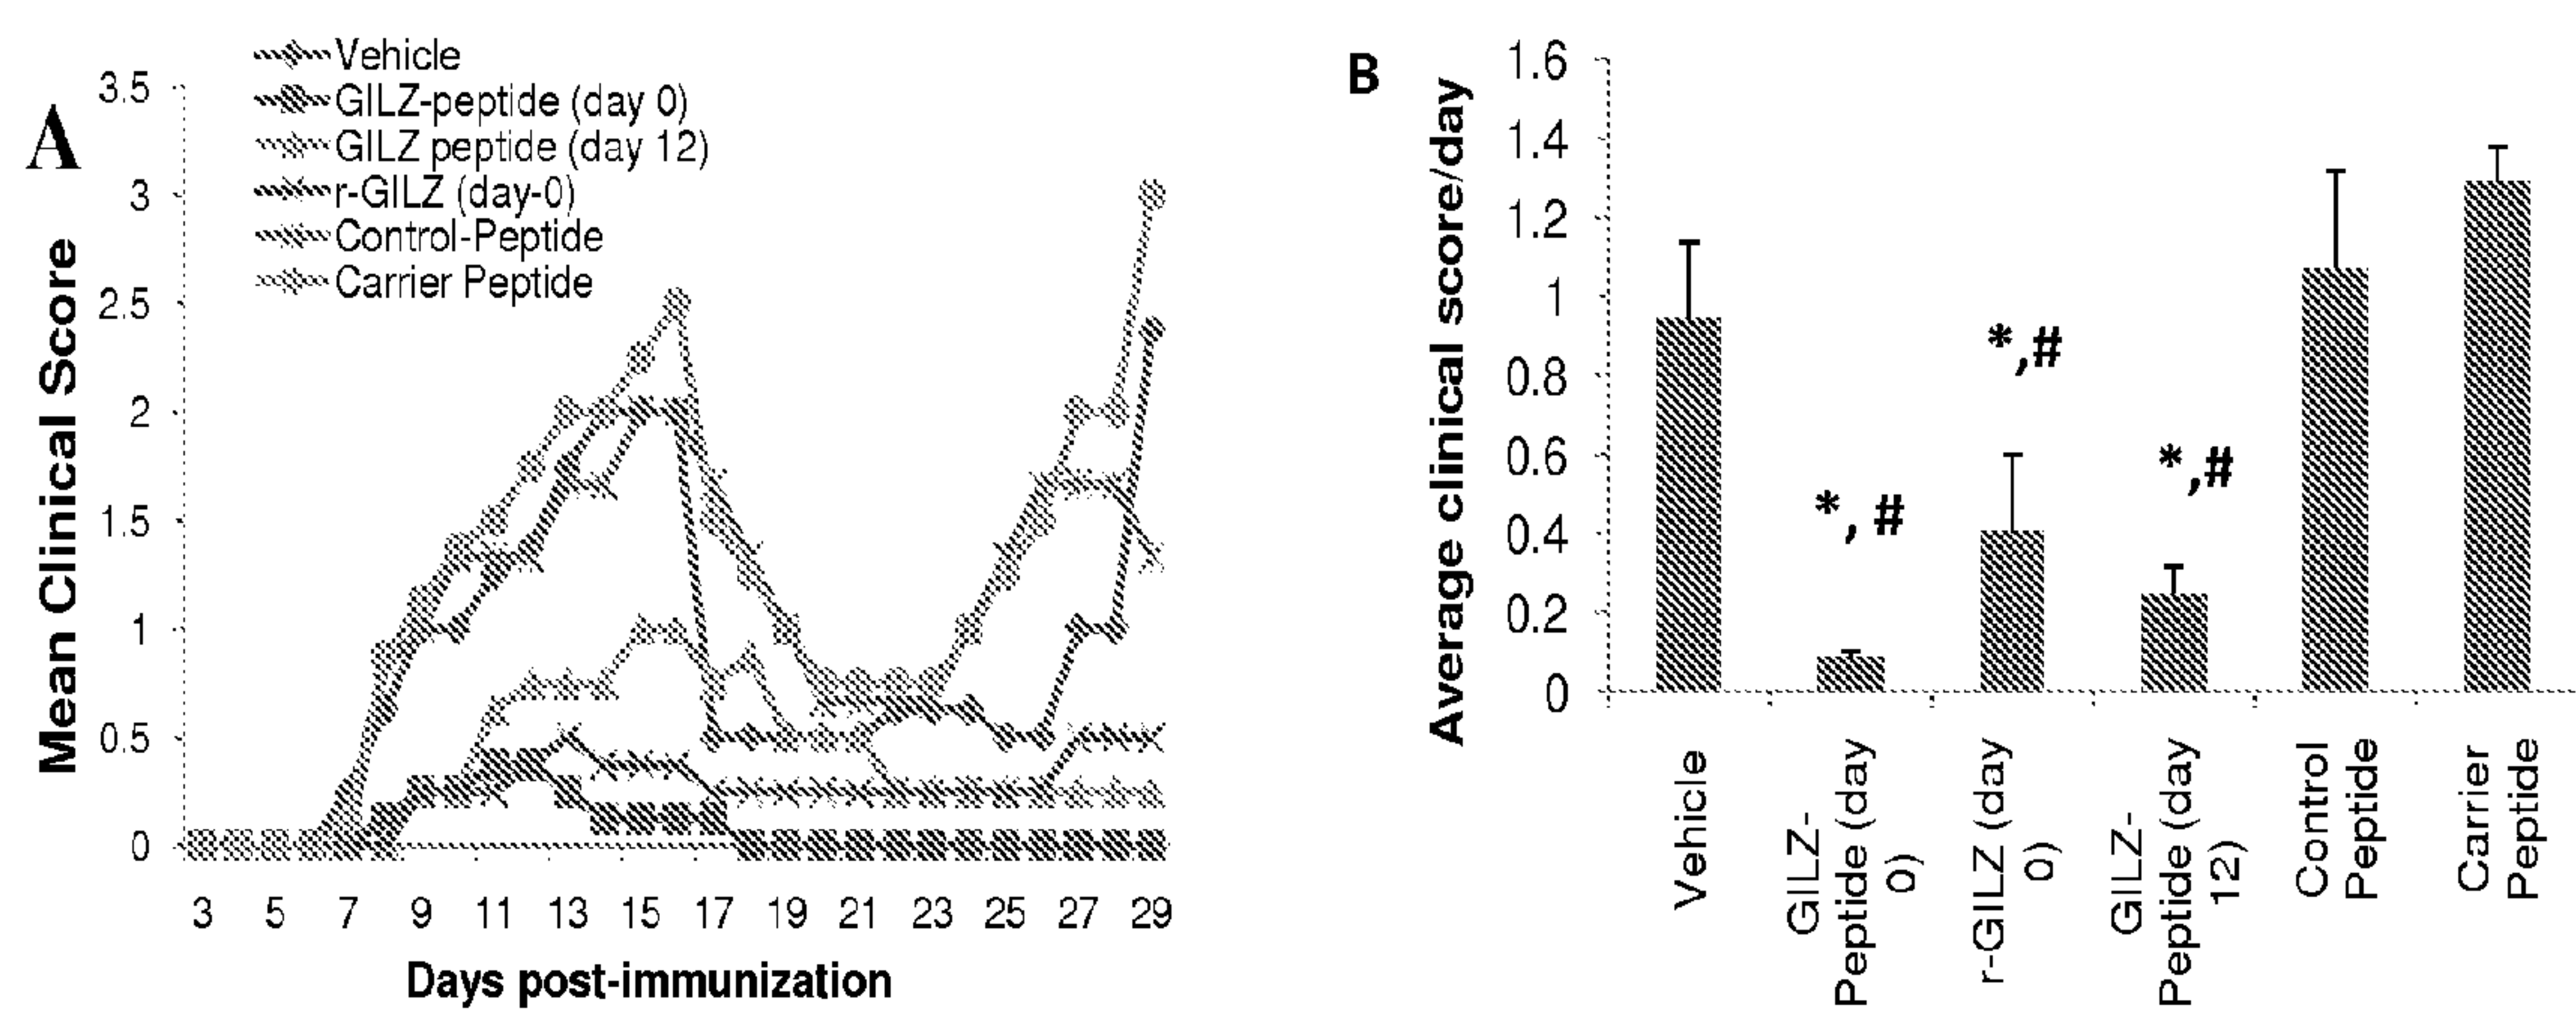 A
Vehicle
GILZ-peptide (day 0)
GILZ peptide (day 12)
r-GILZ (day-0)
Control-Peptide
Carrier Peptide
Mean Clinical Score
3.5
3
2.5
2
1.5
1
0.5
0
3 5 7 9 11 13 15 17 19 21 23 25 27 29
Days post-immunization
B
Average clinical score/day
1.6
1.4
1.2
1
0.8
0.6
0.4
0.2
0
*, #
*,#
*,#
Vehicle
GILZ-
Peptide (day
0)
r-GILZ (day
0)
GILZ-
Peptide (day
12)
Control
Peptide
Carrier
Peptide